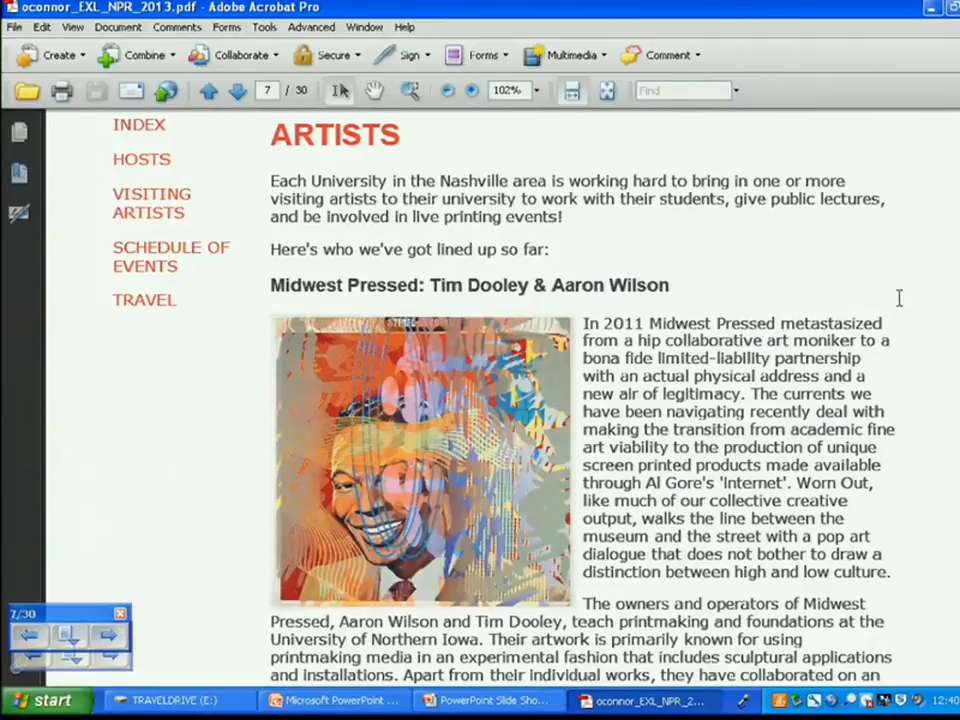 oconnor_EXL_NPR_2013.pdf - Adobe Acrobat Pro
File Edit View Document Comments Forms Tools Advanced Window Help
Create Combine Collaborate Secure Sign Forms Multimedia Comment
7 / 30 102% Find
INDEX
HOSTS
VISITING
ARTISTS
SCHEDULE OF
EVENTS
TRAVEL
ARTISTS
Each University in the Nashville area is working hard to bring in one or more
visiting artists to their university to work with their students, give public lectures,
and be involved in live printing events!
Here's who we've got lined up so far:
Midwest Pressed: Tim Dooley & Aaron Wilson
In 2011 Midwest Pressed metastasized
from a hip collaborative art moniker to a
bona fide limited-liability partnership
with an actual physical address and a
new air of legitimacy. The currents we
have been navigating recently deal with
making the transition from academic fine
art viability to the production of unique
screen printed products made available
through Al Gore's 'Internet'. Worn Out,
like much of our collective creative
output, walks the line between the
museum and the street with a pop art
dialogue that does not bother to draw a
distinction between high and low culture.
The owners and operators of Midwest
Pressed, Aaron Wilson and Tim Dooley, teach printmaking and foundations at the
University of Northern Iowa. Their artwork is primarily known for using
printmaking media in an experimental fashion that includes sculptural applications
and installations. Apart from their individual works, they have collaborated on an
7/30
start TRAVELDRIVE (E:) Microsoft PowerPoint ... PowerPoint Slide Sho... oconnor_EXL_NPR_2... 12:40